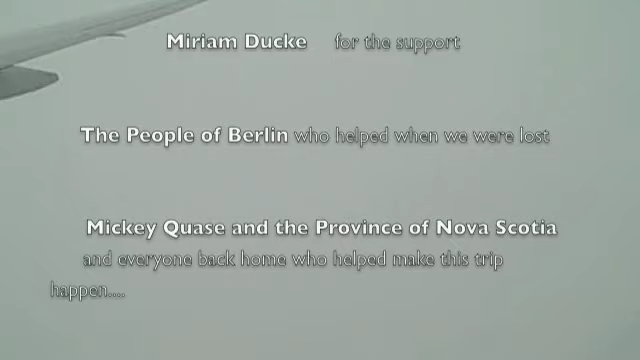 Miriam Ducke for the support
The People of Berlin who helped when we were lost
Mickey Quase and the Province of Nova Scotia
and everyone back home who helped make this trip
happen....